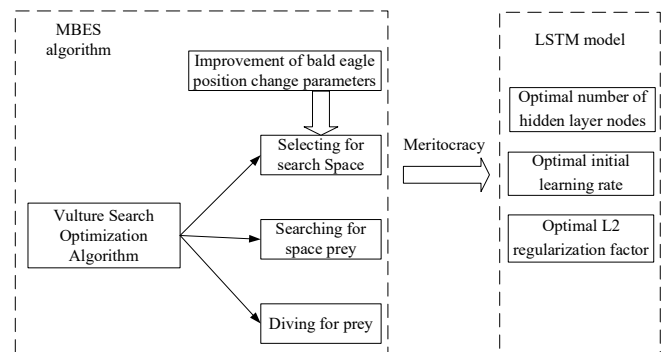 MBES
algorithm
Improvement of bald eagle
position change parameters
Selecting for
search Space
Vulture Search
Optimization
Algorithm
Searching for
space prey
Diving for prey
Meritocracy
LSTM model
Optimal number of
hidden layer nodes
Optimal initial
learning rate
Optimal L2
regularization factor